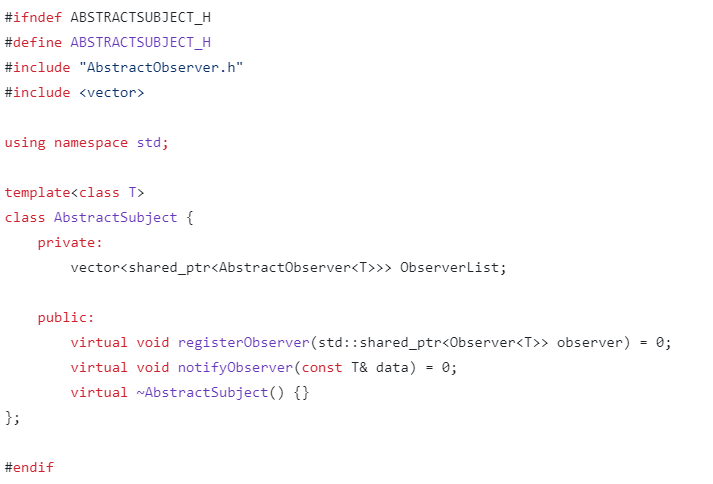 #ifndef ABSTRACTSUBJECT_H
#define ABSTRACTSUBJECT_H
#include "AbstractObserver.h"
#include <vector>

using namespace std;

template<class T>
class AbstractSubject {
    private:
        vector<shared_ptr<AbstractObserver<T>>> ObserverList;

    public:
        virtual void registerObserver(std::shared_ptr<Observer<T>> observer) = 0;
        virtual void notifyObserver(const T& data) = 0;
        virtual ~AbstractSubject() {}
};

#endif